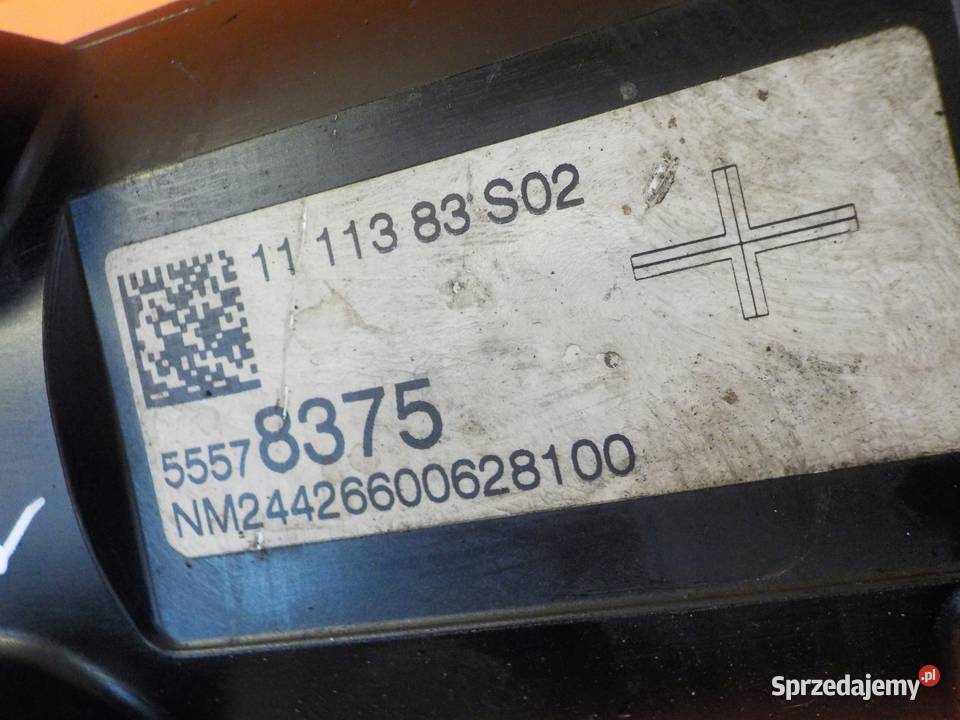 11 113 83 S02
55578375
NM24426600628100
Sprzedajemy.pl